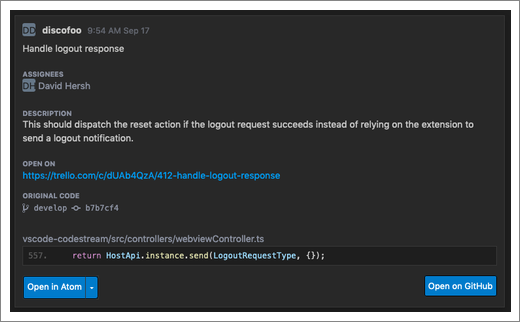 DD discofoo 9:54 AM Sep 17
Handle logout response
ASSIGNEES
DH David Hersh
DESCRIPTION
This should dispatch the reset action if the logout request succeeds instead of relying on the extension to
send a logout notification.
OPEN ON
https://trello.com/c/dUAb4QzA/412-handle-logout-response
ORIGINAL CODE
develop b7b7cf4
vscode-codestream/src/controllers/webviewController.ts
557. return HostApi.instance.send(LogoutRequestType, {});
Open in Atom Open on GitHub